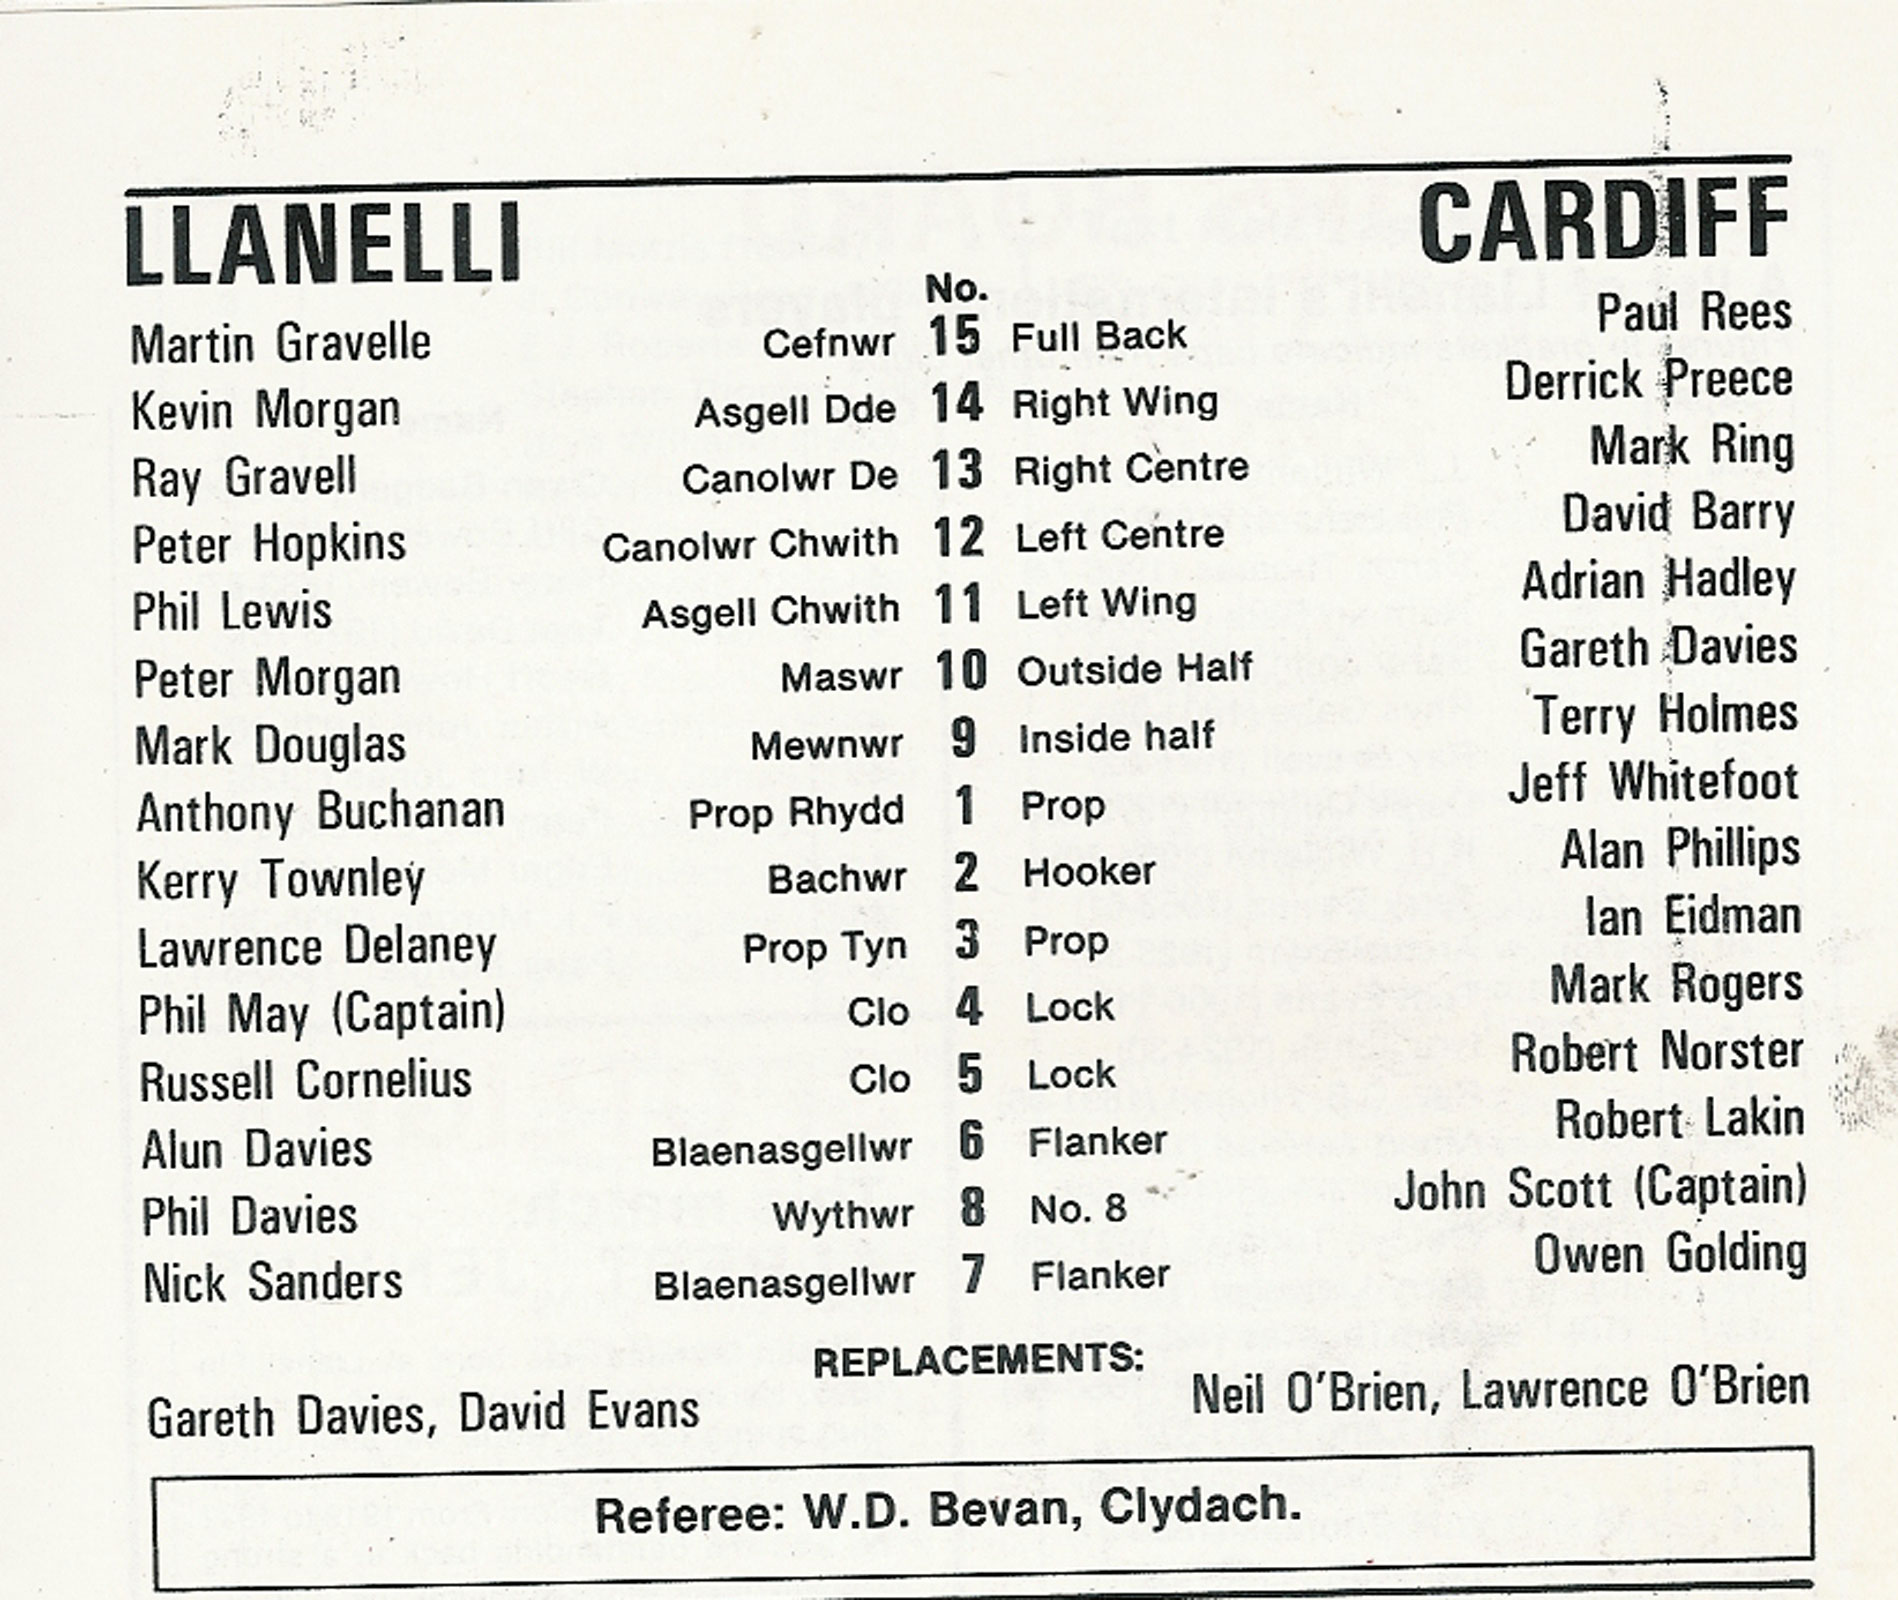 LLANELLI CARDIFF
No.
Martin Gravelle Cefnwr 15 Full Back Paul Rees
Kevin Morgan Asgell Dde 14 Right Wing Derrick Preece
Ray Gravell Canolwr De 13 Right Centre Mark Ring
Peter Hopkins Canolwr Chwith 12 Left Centre David Barry
Phil Lewis Asgell Chwith 11 Left Wing Adrian Hadley
Peter Morgan Maswr 10 Outside Half Gareth Davies
Mark Douglas Mewnwr 9 Inside half Terry Holmes
Anthony Buchanan Prop Rhydd 1 Prop Jeff Whitefoot
Kerry Townley Bachwr 2 Hooker Alan Phillips
Lawrence Delaney Prop Tyn 3 Prop Ian Eidman
Phil May (Captain) Clo 4 Lock Mark Rogers
Russell Cornelius Clo 5 Lock Robert Norster
Alun Davies Blaenasgellwr 6 Flanker Robert Lakin
Phil Davies Wythwr 8 No. 8 John Scott (Captain)
Nick Sanders Blaenasgellwr 7 Flanker Owen Golding
REPLACEMENTS:
Gareth Davies, David Evans Neil O'Brien, Lawrence O'Brien
Referee: W.D. Bevan, Clydach.